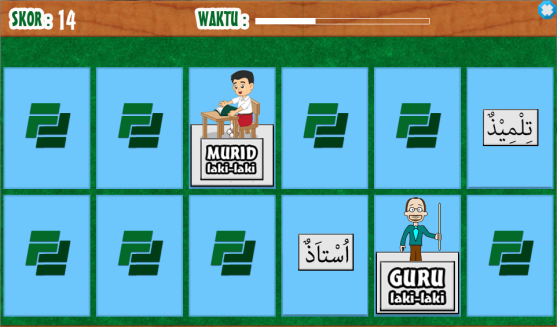 SKOR : 14
WAKTU :
MURID
laki-laki
تِلْمِيْذٌ
اُسْتَاذٌ
GURU
laki-laki